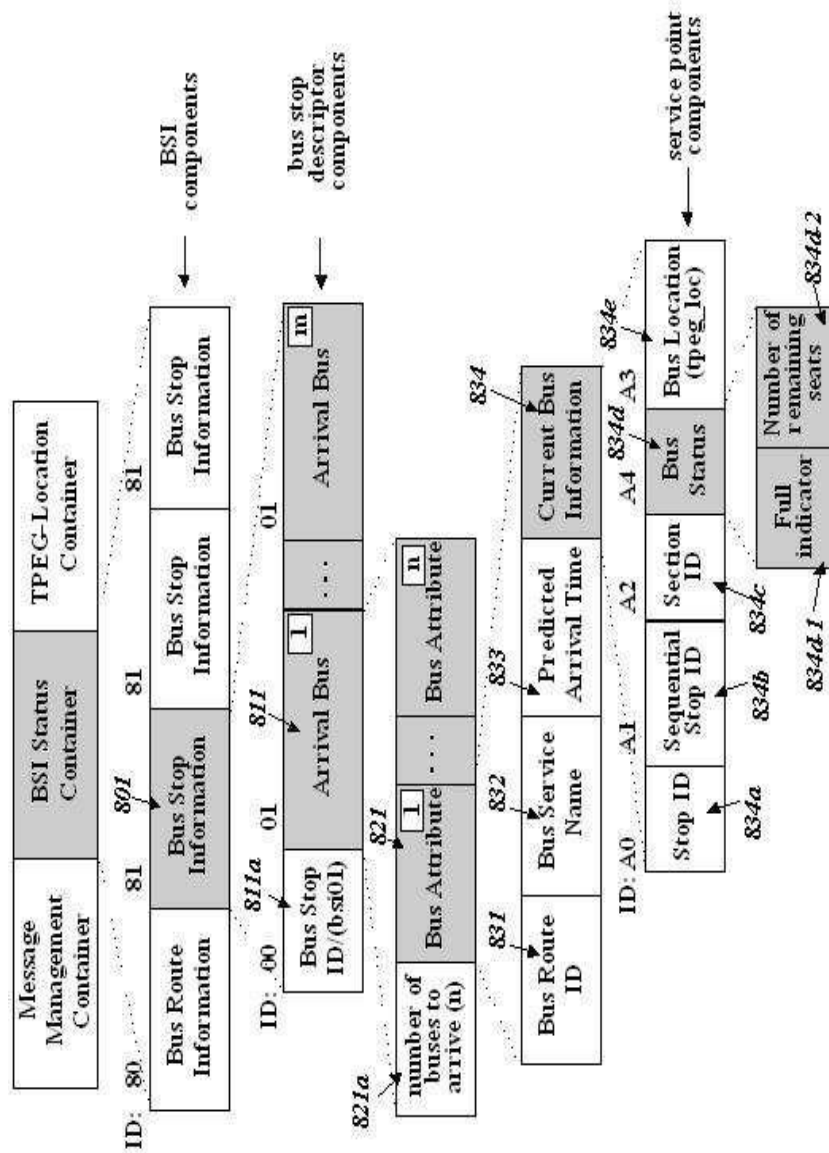 Message
Management
Container
BSI Status
Container
TPEG-Location
Container
ID:
80
81
801
81
81
Bus Route
Information
Bus Stop
Information
Bus Stop
Information
Bus Stop
Information
BSI
components
ID:
00
811a
01
811
01
Bus Stop
ID/(bsi01)
Arrival Bus
1
. . .
Arrival Bus
m
bus stop
descriptor
components
821a
821
number of
buses to
arrive (n)
Bus Attribute
1
. . .
Bus Attribute
n
831
832
833
834
Bus Route
ID
Bus Service
Name
Predicted
Arrival Time
Current Bus
Information
ID:
A0
A1
A2
A4
834d
A3
834e
Stop ID
Sequential
Stop ID
Section
ID
Bus
Status
Bus Location
(tpeg_loc)
service point
components
834a
834b
834c
Full
indicator
Number of
remaining
seats
834d-1
834d-2